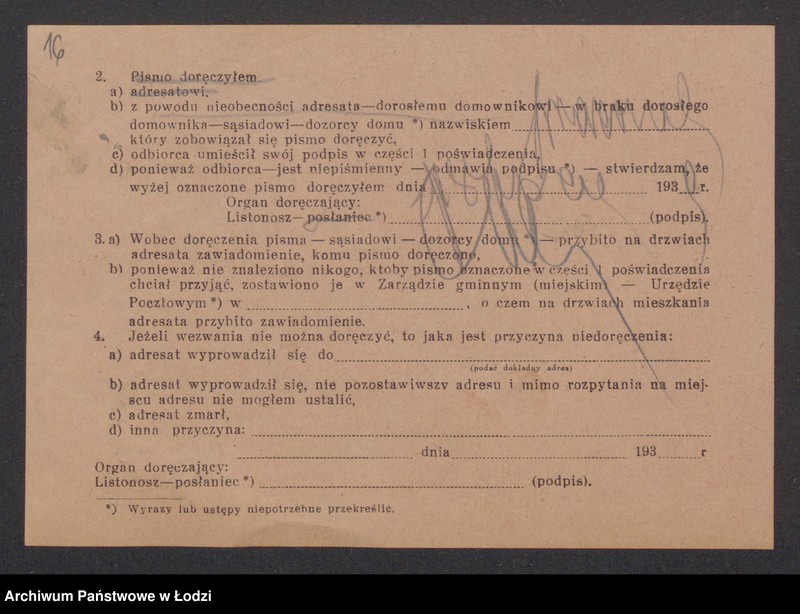 16
2. Pismo doręczyłem.
a) adresatowi,
b) z powodu nieobecności adresata—dorosłemu domownikowi — w braku dorosłego
domownika—sąsiadowi—dozorcy domu *) nazwiskiem
który zobowiązał się pismo doręczyć,
c) odbiorca umieścił swój podpis w części 1 poświadczenia,
d) ponieważ odbiorca—jest niepiśmienny — odmawia podpisu *) — stwierdzam, że
wyżej oznaczone pismo doręczyłem dnia 193 r.
Organ doręczający:
Listonosz—posłaniec *) (podpis).
3. a) Wobec doręczenia pisma — sąsiadowi — dozorcy domu *) — przybito na drzwiach
adresata zawiadomienie, komu pismo doręczono,
b) ponieważ nie znaleziono nikogo, ktoby pismo oznaczone w części 1 poświadczenia
chciał przyjąć, zostawiono je w Zarządzie gminnym (miejskim) — Urzędzie
Pocztowym *) w , o czem na drzwiach mieszkania
adresata przybito zawiadomienie.
4. Jeżeli wezwania nie można doręczyć, to jaka jest przyczyna niedoręczenia:
a) adresat wyprowadził się do
(podać dokładny adres)
b) adresat wyprowadził się, nie pozostawiwszy adresu i mimo rozpytania na miej-
scu adresu nie mogłem ustalić,
c) adresat zmarł,
d) inna przyczyna:
dnia 193 r
Organ doręczający:
Listonosz—posłaniec *) (podpis).
*) Wyrazy lub ustępy niepotrzebne przekreślić.
Archiwum Państwowe w Łodzi